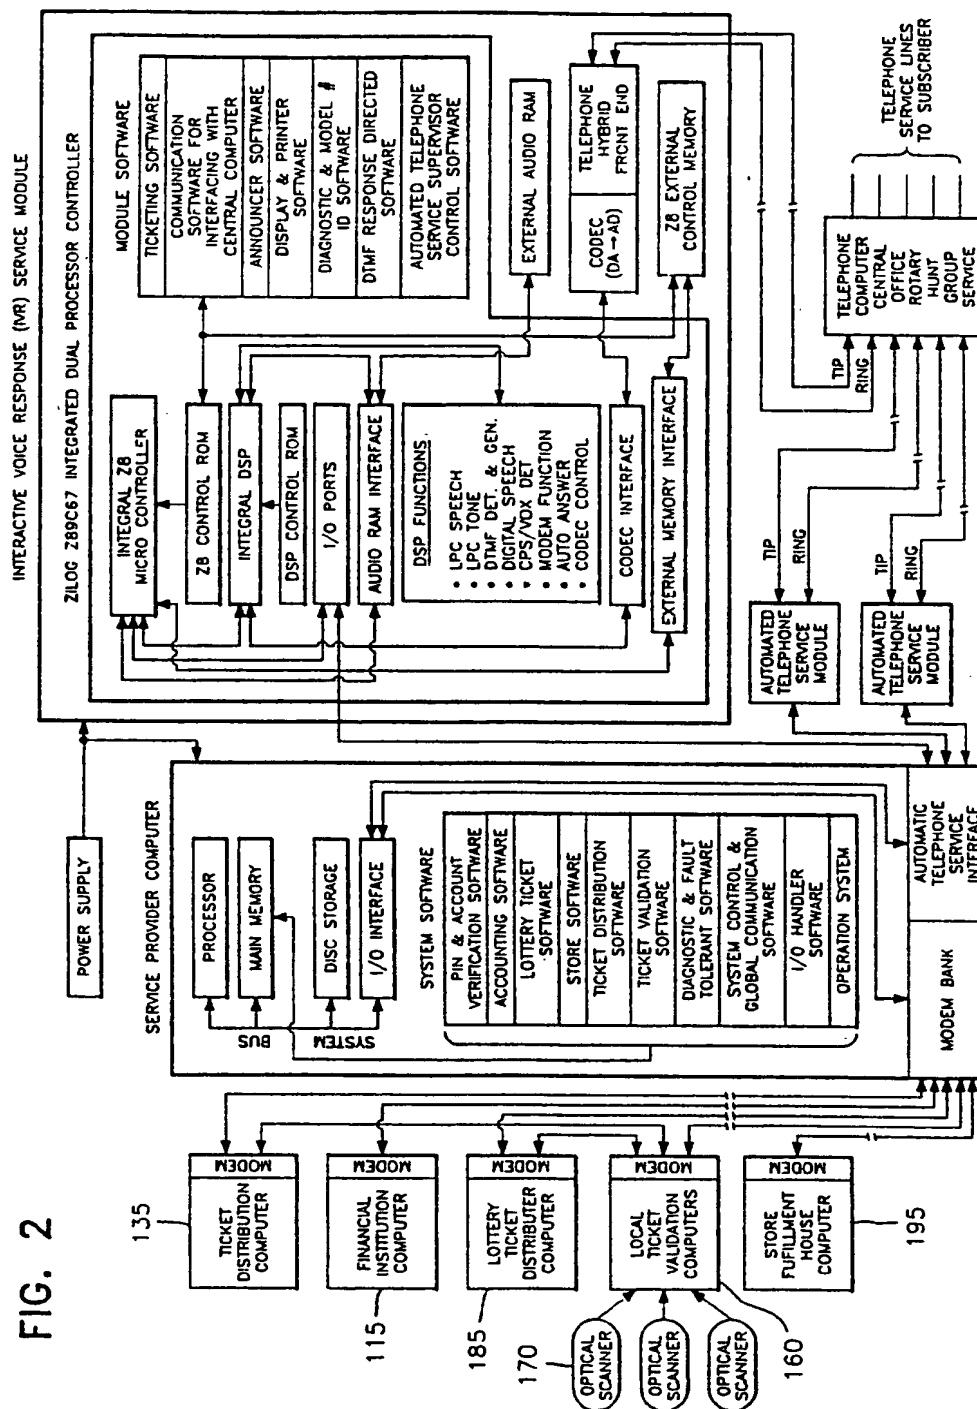 FIG. 2
INTERACTIVE VOICE RESPONSE (IVR) SERVICE MODULE
ZILOG Z89C67 INTEGRATED DUAL PROCESSOR CONTROLLER
INTEGRAL Z8
MICRO CONTROLLER
Z8 CONTROL ROM
INTEGRAL DSP
DSP CONTROL ROM
I/O PORTS
AUDIO RAM INTERFACE
DSP FUNCTIONS
• LPC SPEECH
• LPC TONE
• DTMF DET. & GEN.
• DIGITAL SPEECH
▾ CPS/VOX DET
• MODEM FUNCTION
• AUTO ANSWER
• CODEC CONTROL
CODEC INTERFACE
EXTERNAL MEMORY INTERFACE
MODULE SOFTWARE
TICKETING SOFTWARE
COMMUNICATION
SOFTWARE FOR
INTERFACING WITH
CENTRAL COMPUTER
ANNOUNCER SOFTWARE
DISPLAY & PRINTER
SOFTWARE
DIAGNOSTIC & MODEL #
ID SOFTWARE
DTMF RESPONSE DIRECTED
SOFTWARE
AUTOMATED TELEPHONE
SERVICE SUPERVISOR
CONTROL SOFTWARE
EXTERNAL AUDIO RAM
TELEPHONE
HYBRID
FRONT END
CODEC
(DA→AD)
Z8 EXTERNAL
CONTROL MEMORY
POWER SUPPLY
SERVICE PROVIDER COMPUTER
PROCESSOR
MAIN MEMORY
DISC STORAGE
I/O INTERFACE
BUS
SYSTEM
SYSTEM SOFTWARE
PIN & ACCOUNT
VERIFICATION SOFTWARE
ACCOUNTING SOFTWARE
LOTTERY TICKET
SOFTWARE
STORE SOFTWARE
TICKET DISTRIBUTION
SOFTWARE
TICKET VALIDATION
SOFTWARE
DIAGNOSTIC & FAULT
TOLERANT SOFTWARE
SYSTEM CONTROL &
GLOBAL COMMUNICATION
SOFTWARE
I/O HANDLER
SOFTWARE
OPERATION SYSTEM
MODEM BANK
AUTOMATIC
TELEPHONE
SERVICE
INTERFACE
AUTOMATED
TELEPHONE
SERVICE
MODULE
TIP
RING
AUTOMATED
TELEPHONE
SERVICE
MODULE
TIP
RING
TIP
RING
TELEPHONE
COMPUTER
CENTRAL
OFFICE
ROTARY
HUNT
GROUP
SERVICE
TELEPHONE
SERVICE LINES
TO SUBSCRIBER
135
TICKET
DISTRIBUTION
COMPUTER
MODEM
115
FINANCIAL
INSTITUTION
COMPUTER
MODEM
185
LOTTERY
TICKET
DISTRIBUTER
COMPUTER
MODEM
160
LOCAL
TICKET
VALIDATION
COMPUTERS
MODEM
195
STORE
FUFILLMENT
HOUSE
COMPUTER
MODEM
170
OPTICAL
SCANNER
OPTICAL
SCANNER
OPTICAL
SCANNER